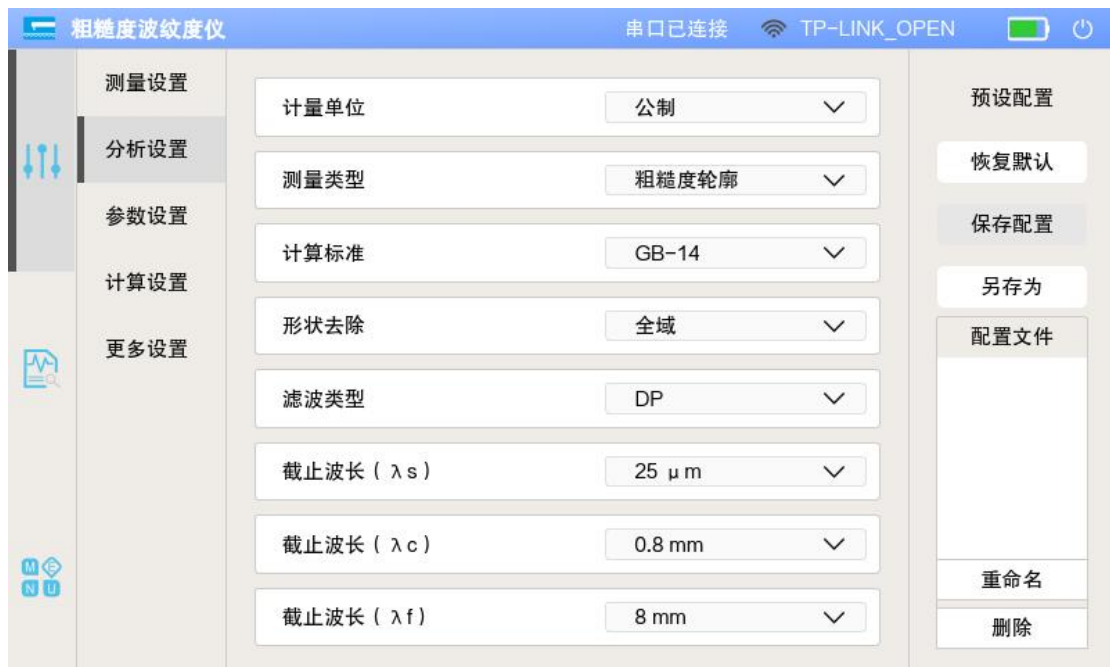 粗糙度波纹度仪 串口已连接 TP-LINK_OPEN
测量设置
分析设置
参数设置
计算设置
更多设置
M E
N U
计量单位 公制
测量类型 粗糙度轮廓
计算标准 GB-14
形状去除 全域
滤波类型 DP
截止波长（λs） 25 μm
截止波长（λc） 0.8 mm
截止波长（λf） 8 mm
预设配置
恢复默认
保存配置
另存为
配置文件
重命名
删除